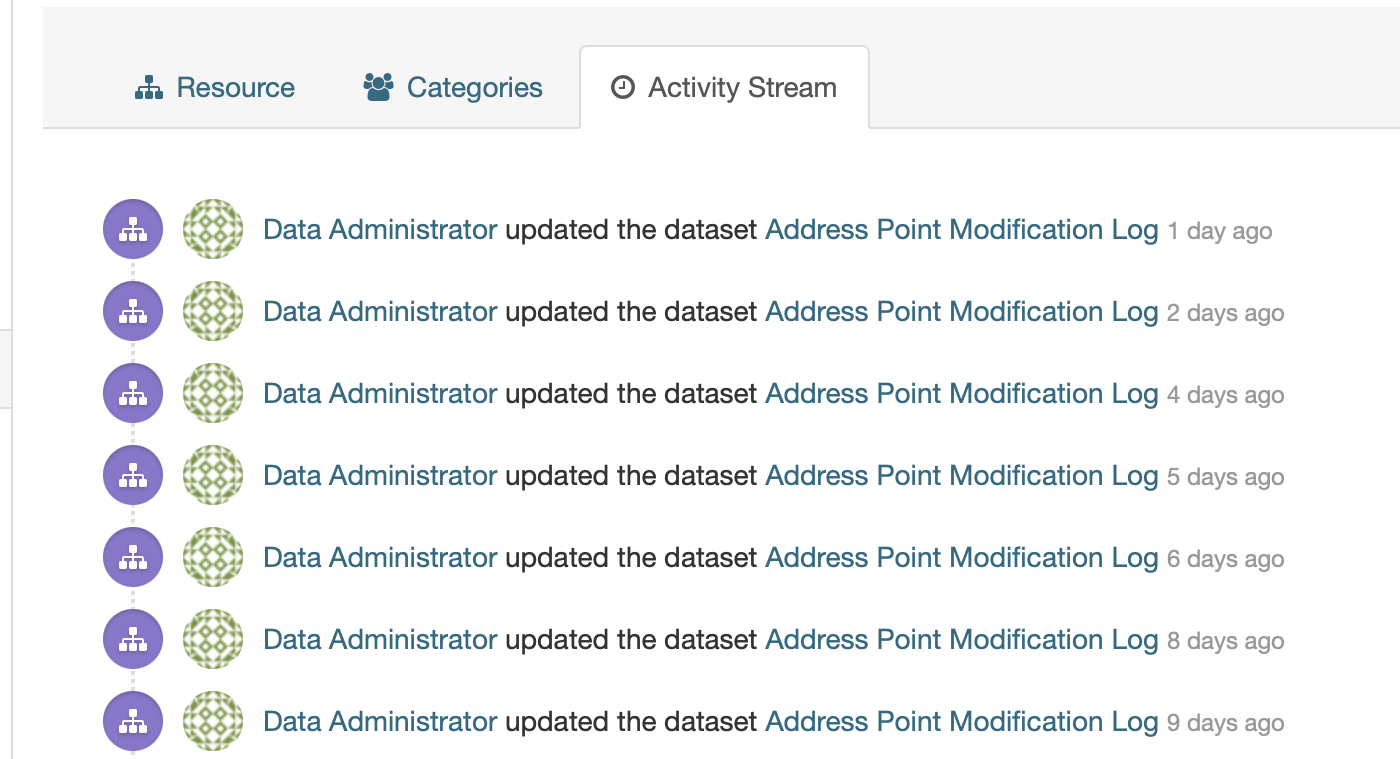 Resource Categories Activity Stream
Data Administrator updated the dataset Address Point Modification Log 1 day ago
Data Administrator updated the dataset Address Point Modification Log 2 days ago
Data Administrator updated the dataset Address Point Modification Log 4 days ago
Data Administrator updated the dataset Address Point Modification Log 5 days ago
Data Administrator updated the dataset Address Point Modification Log 6 days ago
Data Administrator updated the dataset Address Point Modification Log 8 days ago
Data Administrator updated the dataset Address Point Modification Log 9 days ago